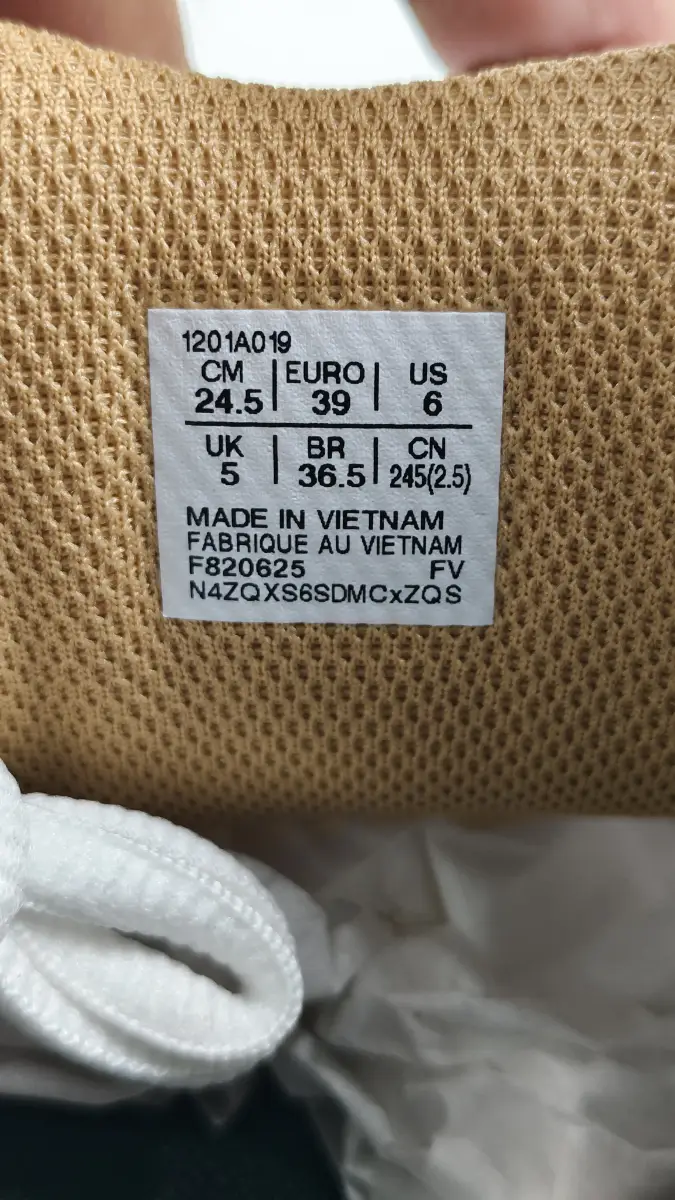 1201A019
CM | EURO | US
24.5 | 39 | 6
UK | BR | CN
5 | 36.5 | 245(2.5)
MADE IN VIETNAM
FABRIQUE AU VIETNAM
F820625 FV
N4ZQXS6SDMCxZQS